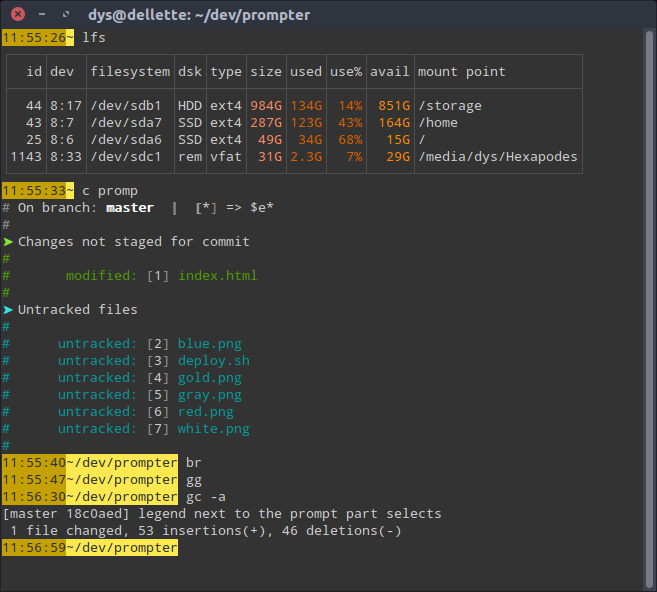 dys@dellette: ~/dev/prompter
11:55:26~ lfs
id dev filesystem dsk type size used use% avail mount point
44 8:17 /dev/sdb1 HDD ext4 984G 134G 14% 851G /storage
43 8:7 /dev/sda7 SSD ext4 287G 123G 43% 164G /home
25 8:6 /dev/sda6 SSD ext4 49G 34G 68% 15G /
1143 8:33 /dev/sdc1 rem vfat 31G 2.3G 7% 29G /media/dys/Hexapodes
11:55:33~ c promp
# On branch: master | [*] => $e*
#
➤ Changes not staged for commit
#
# modified: [1] index.html
#
➤ Untracked files
#
# untracked: [2] blue.png
# untracked: [3] deploy.sh
# untracked: [4] gold.png
# untracked: [5] gray.png
# untracked: [6] red.png
# untracked: [7] white.png
#
11:55:40~/dev/prompter br
11:55:47~/dev/prompter gg
11:56:30~/dev/prompter gc -a
[master 18c0aed] legend next to the prompt part selects
1 file changed, 53 insertions(+), 46 deletions(-)
11:56:59~/dev/prompter